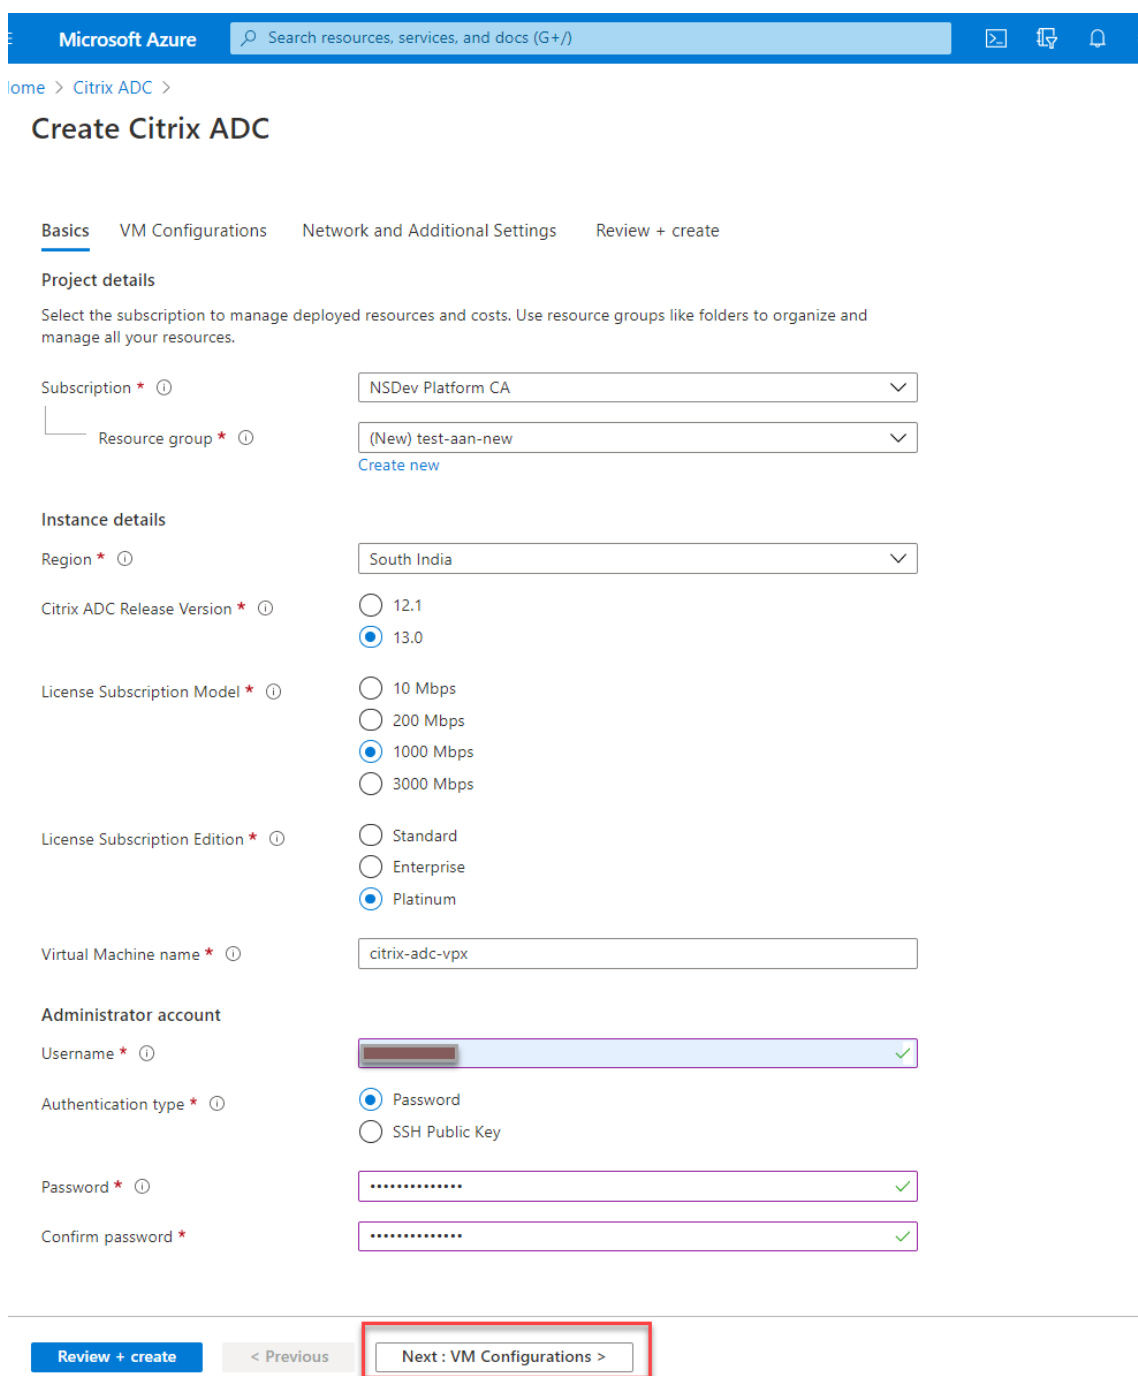 Microsoft Azure
Search resources, services, and docs (G+/)
ome > Citrix ADC >
Create Citrix ADC
Basics VM Configurations Network and Additional Settings Review + create
Project details
Select the subscription to manage deployed resources and costs. Use resource groups like folders to organize and
manage all your resources.
Subscription * NSDev Platform CA
Resource group * (New) test-aan-new
Create new
Instance details
Region * South India
Citrix ADC Release Version * 12.1
13.0
License Subscription Model * 10 Mbps
200 Mbps
1000 Mbps
3000 Mbps
License Subscription Edition * Standard
Enterprise
Platinum
Virtual Machine name * citrix-adc-vpx
Administrator account
Username *
Authentication type * Password
SSH Public Key
Password * ••••••••••••••
Confirm password * ••••••••••••••
Review + create < Previous Next : VM Configurations >